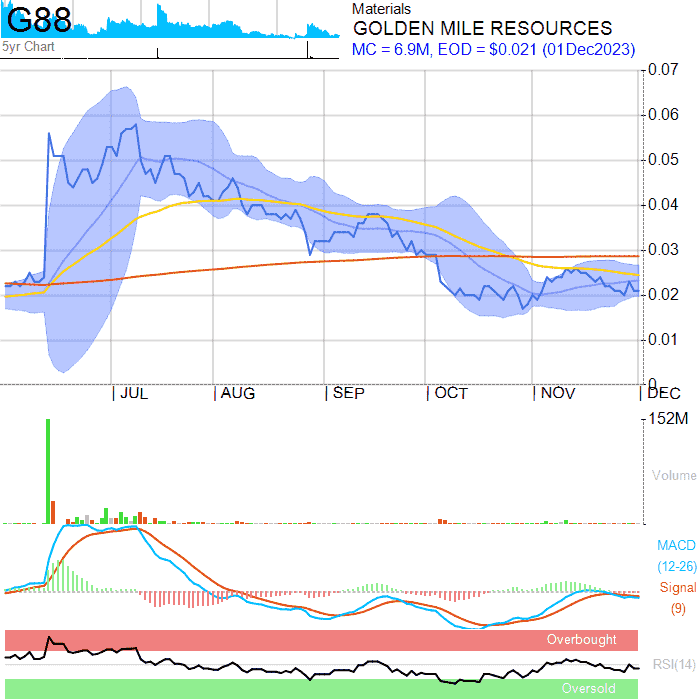 G88
5yr Chart
Materials
GOLDEN MILE RESOURCES
MC = 6.9M, EOD = $0.021 (01Dec2023)
0.07
0.06
0.05
0.04
0.03
0.02
0.01
0
JUL AUG SEP OCT NOV DEC
152M
Volume
MACD
(12-26)
Signal
(9)
Overbought
RSI(14)
Oversold